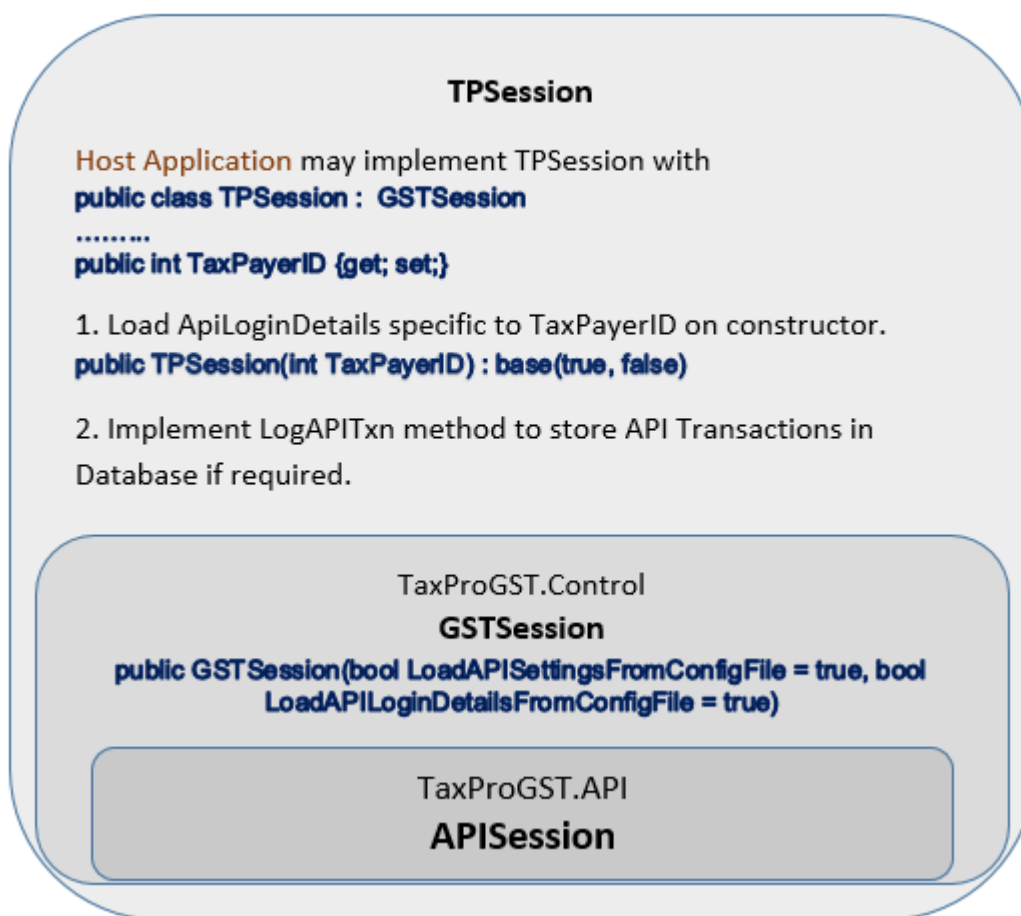 TPSession
Host Application may implement TPSession with
public class TPSession : GSTSession
.........
public int TaxPayerID {get; set;}
1. Load ApiLoginDetails specific to TaxPayerID on constructor.
public TPSession(int TaxPayerID) : base(true, false)
2. Implement LogAPITxn method to store API Transactions in
Database if required.
TaxProGST.Control
GSTSession
public GSTSession(bool LoadAPISettingsFromConfigFile = true, bool
LoadAPILoginDetailsFromConfigFile = true)
TaxProGST.API
APISession